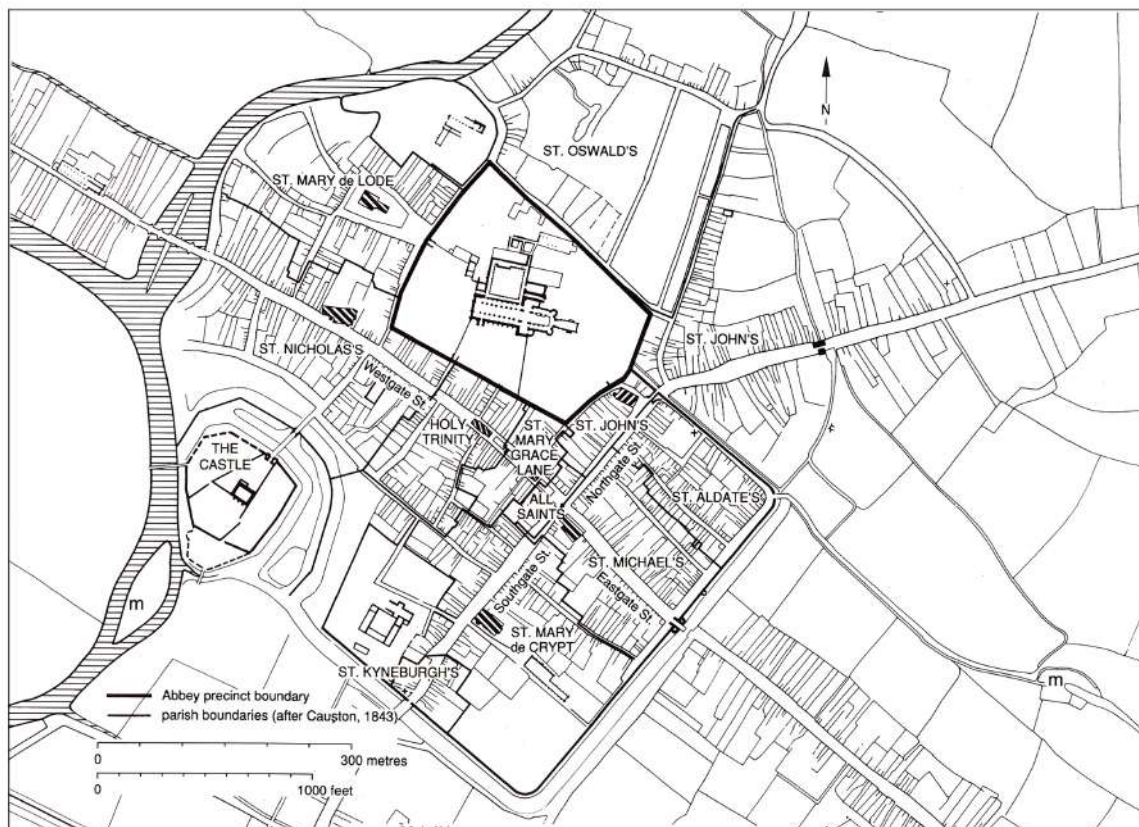 N
ST. OSWALD'S
ST. MARY de LODE
ST. JOHN'S
ST. NICHOLAS'S
Westgate St.
HOLY
TRINITY
ST.
MARY
GRACE
LANE
ST. JOHN'S
Northgate St.
THE
CASTLE
ALL
SAINTS
ST. ALDATE'S
ST. MICHAEL'S
Southgate St.
Eastgate St.
m
ST. MARY
de CRYPT
ST. KYNEBURGH'S
m
Abbey precinct boundary
parish boundaries (after Causton, 1843)
0 300 metres
0 1000 feet